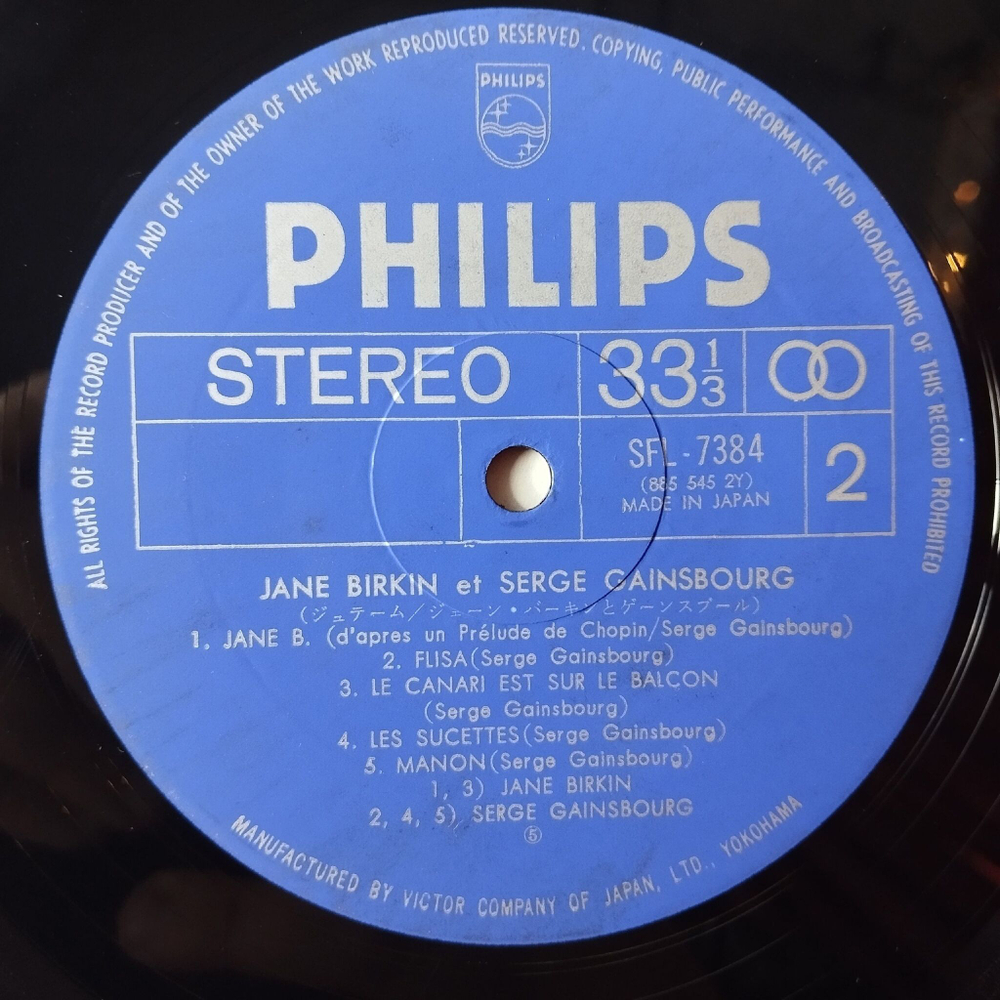 ALL RIGHTS OF THE RECORD PRODUCER AND OF THE OWNER OF THE WORK REPRODUCED RESERVED. COPYING, PUBLIC PERFORMANCE AND BROADCASTING OF THIS RECORD PROHIBITED
PHILIPS
PHILIPS
STEREO 33 1/3
SFL-7384
(885 545 2Y)
MADE IN JAPAN
2
JANE BIRKIN et SERGE GAINSBOURG
(ジュテーム/ジェーン・バーキンとゲーンスブール)
1. JANE B. (d'apres un Prélude de Chopin/Serge Gainsbourg)
2. FLISA(Serge Gainsbourg)
3. LE CANARI EST SUR LE BALCON
(Serge Gainsbourg)
4. LES SUCETTES(Serge Gainsbourg)
5. MANON(Serge Gainsbourg)
1, 3) JANE BIRKIN
2, 4, 5) SERGE GAINSBOURG
⑤
MANUFACTURED BY VICTOR COMPANY OF JAPAN, LTD., YOKOHAMA